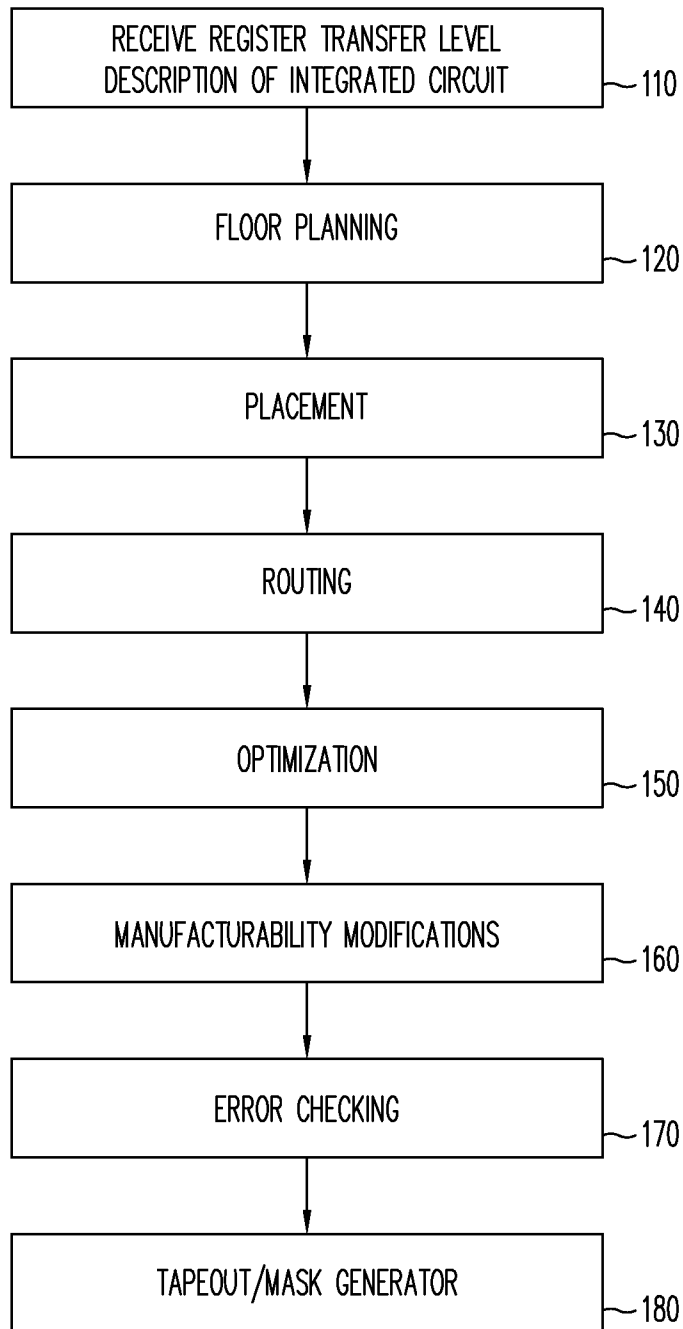 RECEIVE REGISTER TRANSFER LEVEL
DESCRIPTION OF INTEGRATED CIRCUIT
110
FLOOR PLANNING
120
PLACEMENT
130
ROUTING
140
OPTIMIZATION
150
MANUFACTURABILITY MODIFICATIONS
160
ERROR CHECKING
170
TAPEOUT/MASK GENERATOR
180